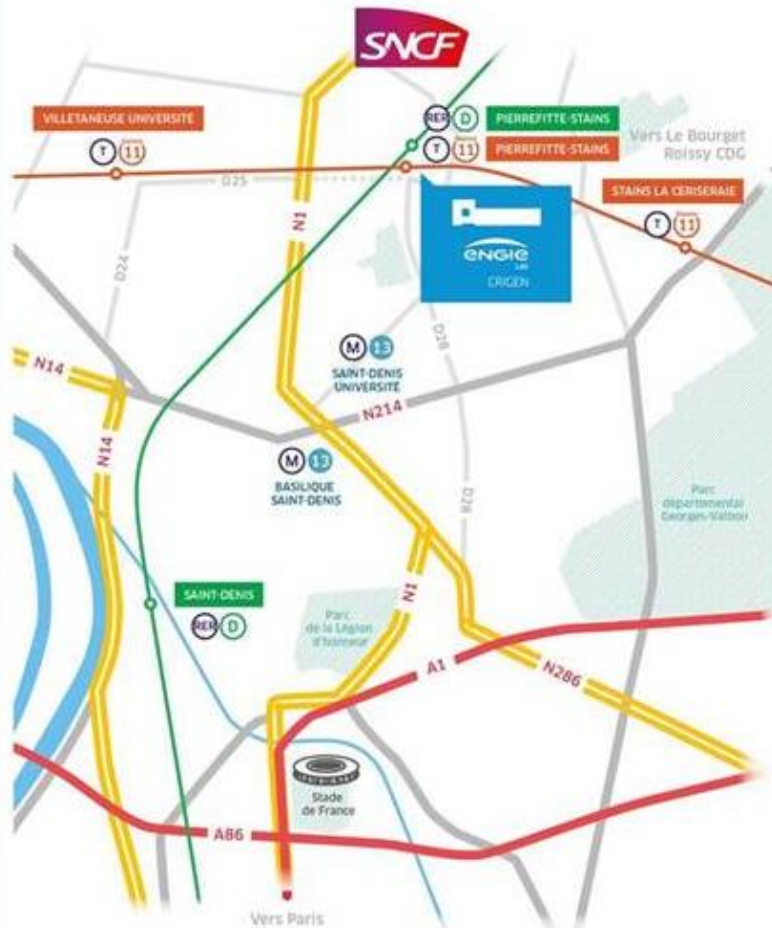 SNCF
VILLETANEUSE UNIVERSITÉ
T 11
RER D PIERREFITTE-STAINS
T 11 PIERREFITTE-STAINS
Vers Le Bourget
Roissy CDG
STAINS LA CERISERAIE
T 11
D25
N1
ENGIE
Lab
CRIGEN
D24
D28
M 13
SAINT-DENIS
UNIVERSITÉ
N14
N214
N14
M 13
BASILIQUE
SAINT-DENIS
D28
Parc
départemental
Georges-Valbon
SAINT-DENIS
RER D
N1
Parc
de la Légion
d'honneur
A1
N286
Stade
de France
A86
Vers Paris